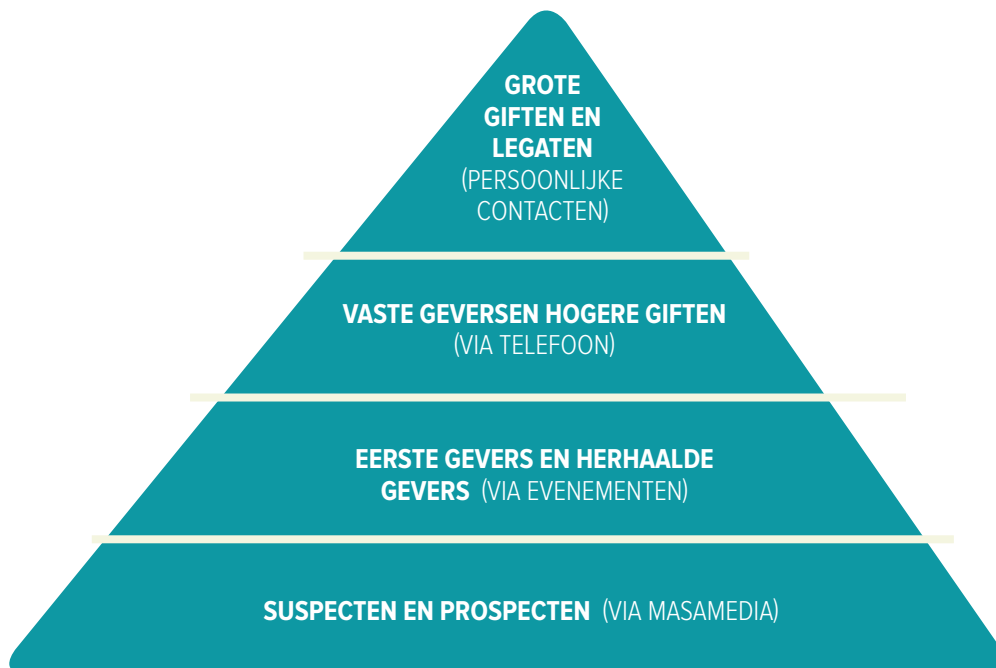 GROTE
GIFTEN EN
LEGATEN
(PERSOONLIJKE
CONTACTEN)
VASTE GEVERSEN HOGERE GIFTEN
(VIA TELEFOON)
EERSTE GEVERS EN HERHAALDE
GEVERS (VIA EVENEMENTEN)
SUSPECTEN EN PROSPECTEN (VIA MASAMEDIA)